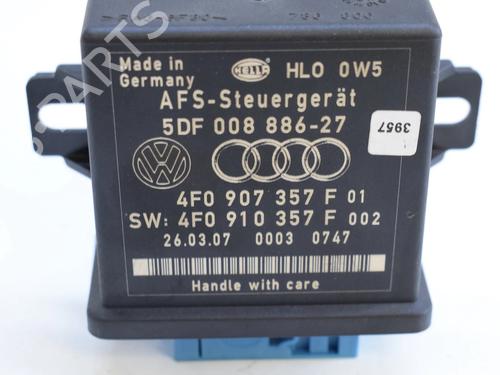 Made in
Germany
HELLA
HLO 0W5
AFS-Steuergerät
5DF 008 886-27
3957
4F0 907 357 F 01
SW: 4F0 910 357 F 002
26.03.07 0003 0747
Handle with care